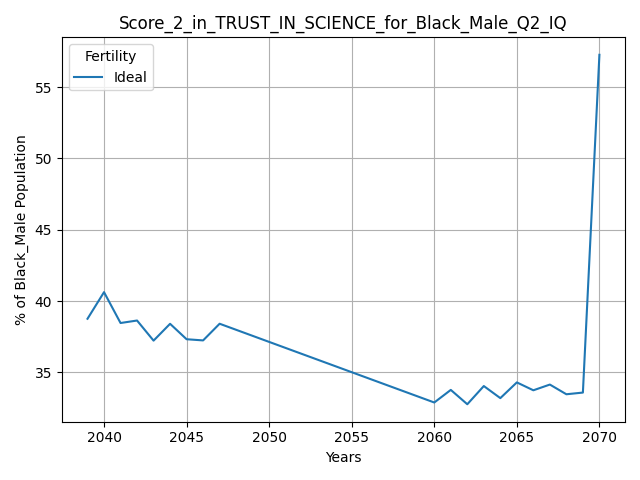 Score_2_in_TRUST_IN_SCIENCE_for_Black_Male_Q2_IQ
Fertility
Ideal
% of Black_Male Population
55
50
45
40
35
2040
2045
2050
2055
2060
2065
2070
Years